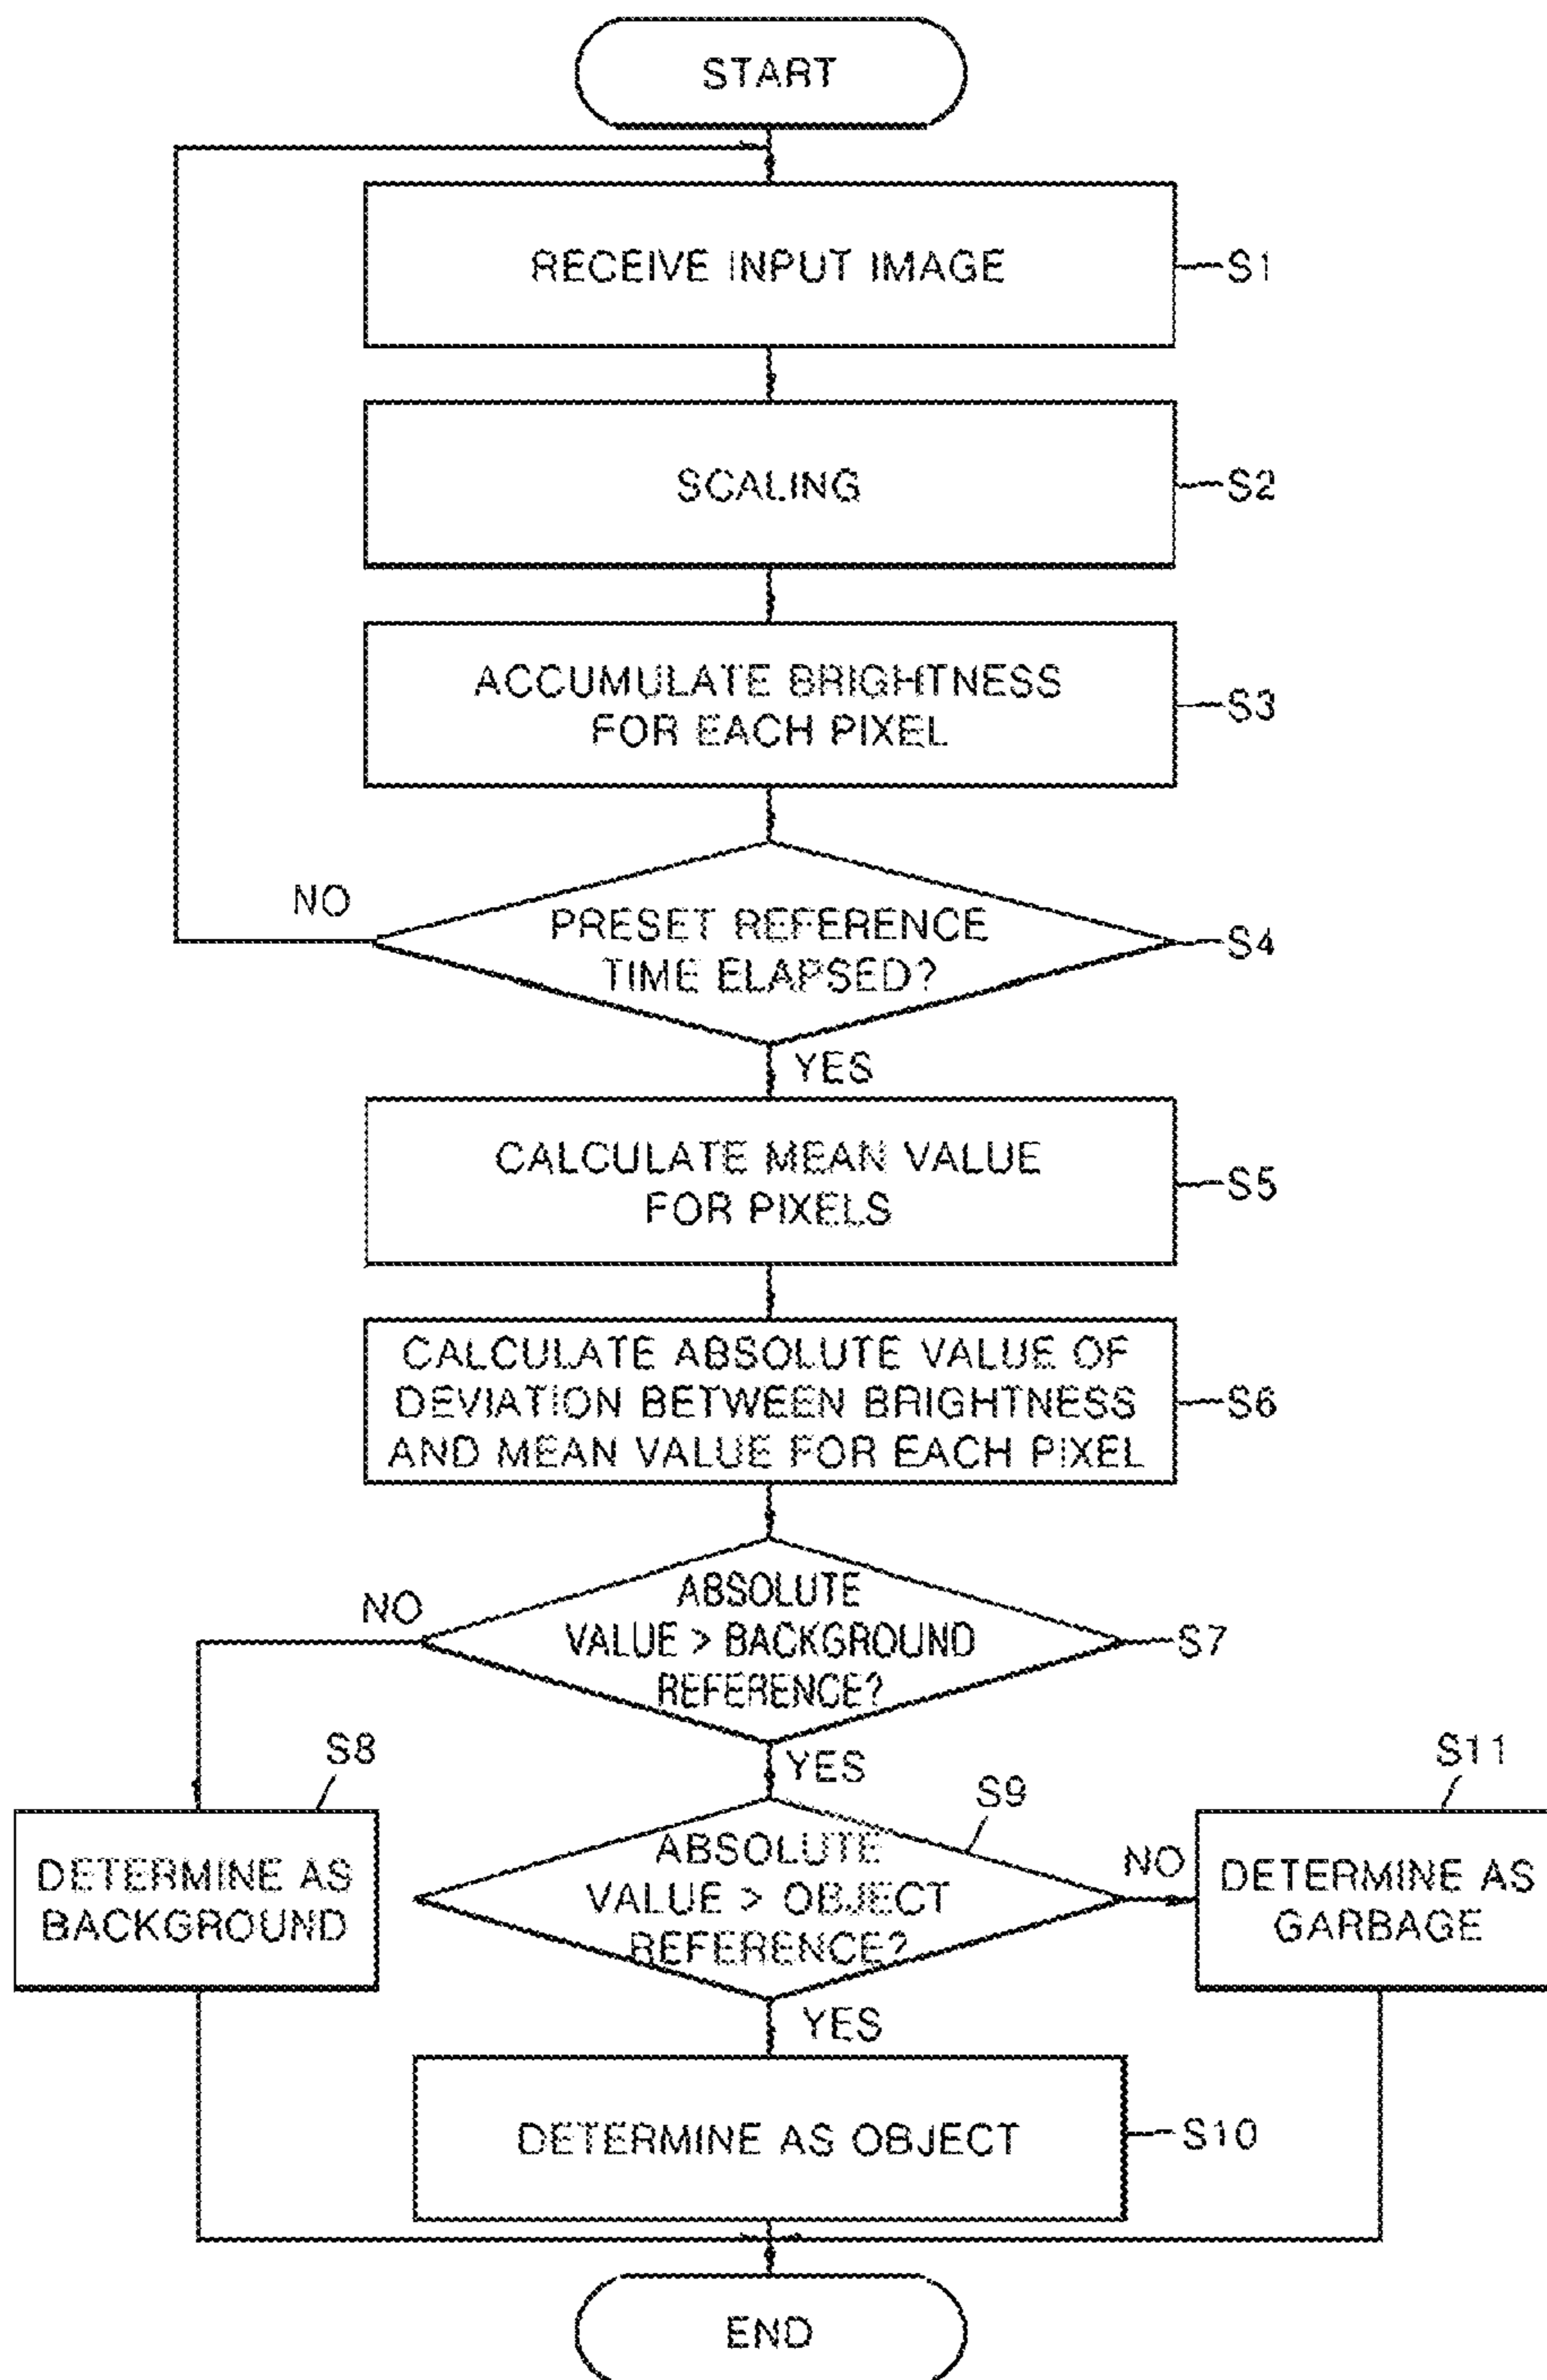 START
RECEIVE INPUT IMAGE
S1
SCALING
S2
ACCUMULATE BRIGHTNESS
FOR EACH PIXEL
S3
NO
PRESET REFERENCE
TIME ELAPSED?
S4
YES
CALCULATE MEAN VALUE
FOR PIXELS
S5
CALCULATE ABSOLUTE VALUE OF
DEVIATION BETWEEN BRIGHTNESS
AND MEAN VALUE FOR EACH PIXEL
S6
NO
ABSOLUTE
VALUE > BACKGROUND
REFERENCE?
S7
S8
YES
S9
S11
DETERMINE AS
BACKGROUND
ABSOLUTE
VALUE > OBJECT
REFERENCE?
NO
DETERMINE AS
GARBAGE
YES
DETERMINE AS OBJECT
S10
END